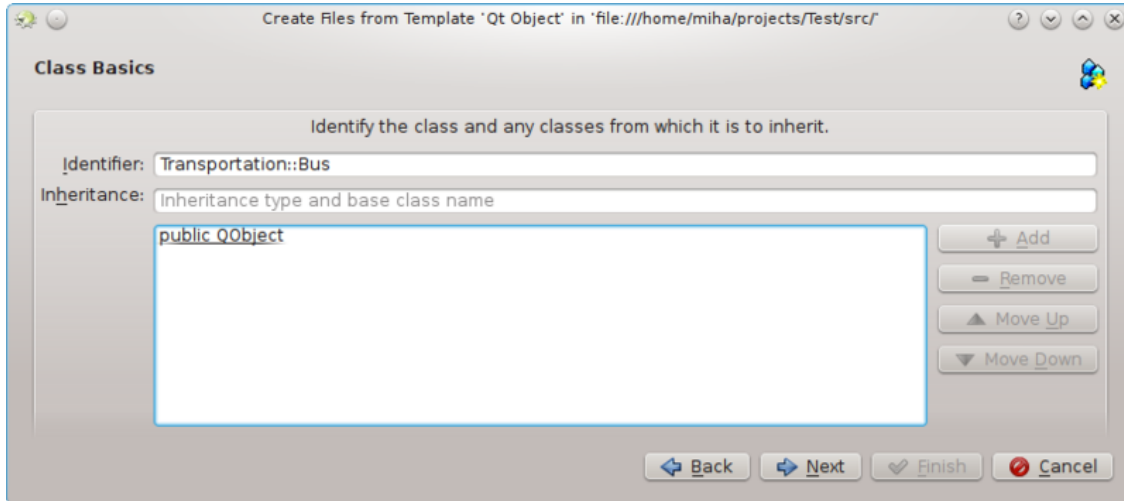 Create Files from Template 'Qt Object' in 'file:///home/miha/projects/Test/src/'
Class Basics
Identify the class and any classes from which it is to inherit.
Identifier: Transportation::Bus
Inheritance: Inheritance type and base class name
public QObject
Add
Remove
Move Up
Move Down
Back Next Finish Cancel